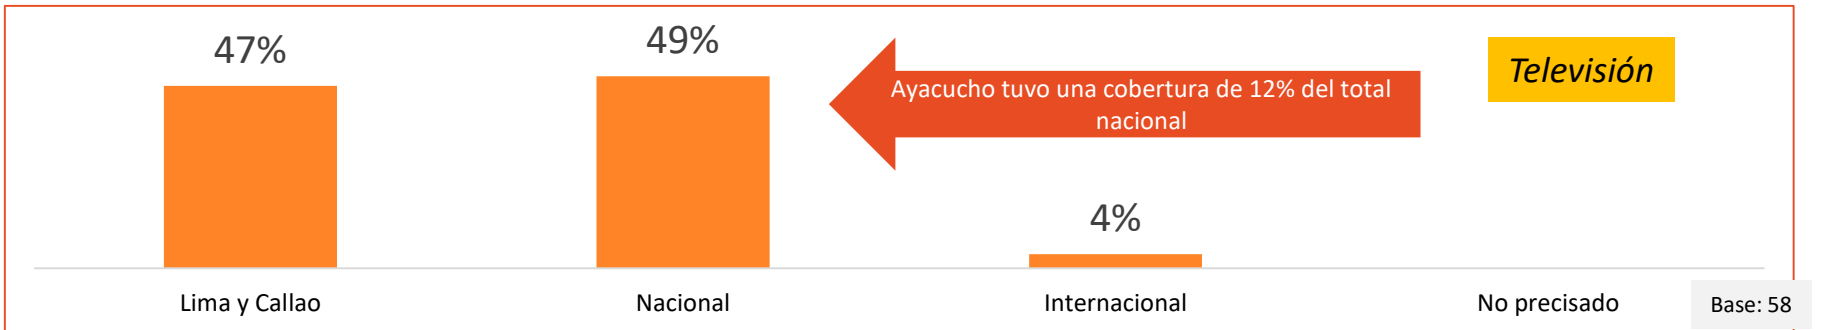 47%
49%
4%
Ayacucho tuvo una cobertura de 12% del total
nacional
Televisión
Lima y Callao
Nacional
Internacional
No precisado
Base: 58